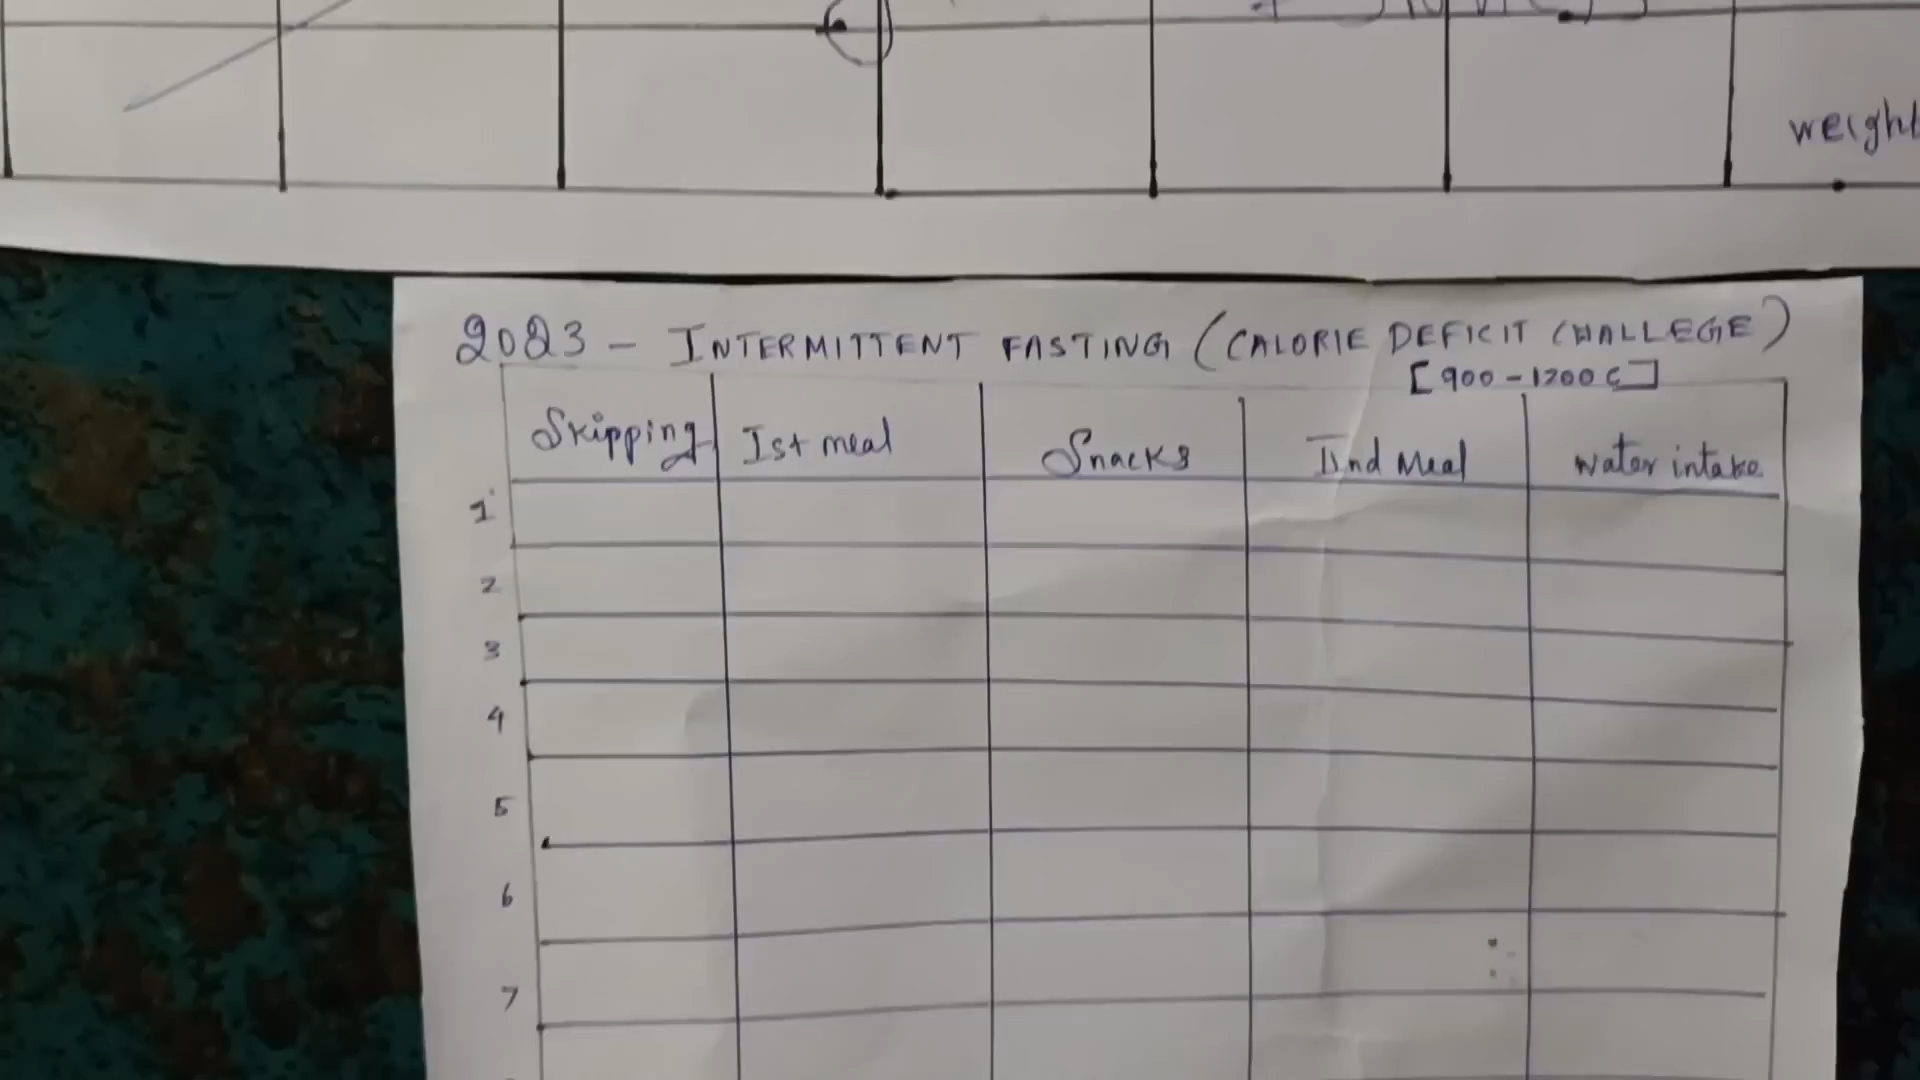 weight
2023 - INTERMITTENT FASTING (CALORIE DEFICIT CHALLEGE)
[900-1200 C]
Skipping Ist meal Snacks IInd Meal water intake
1
2
3
4
5
6
7